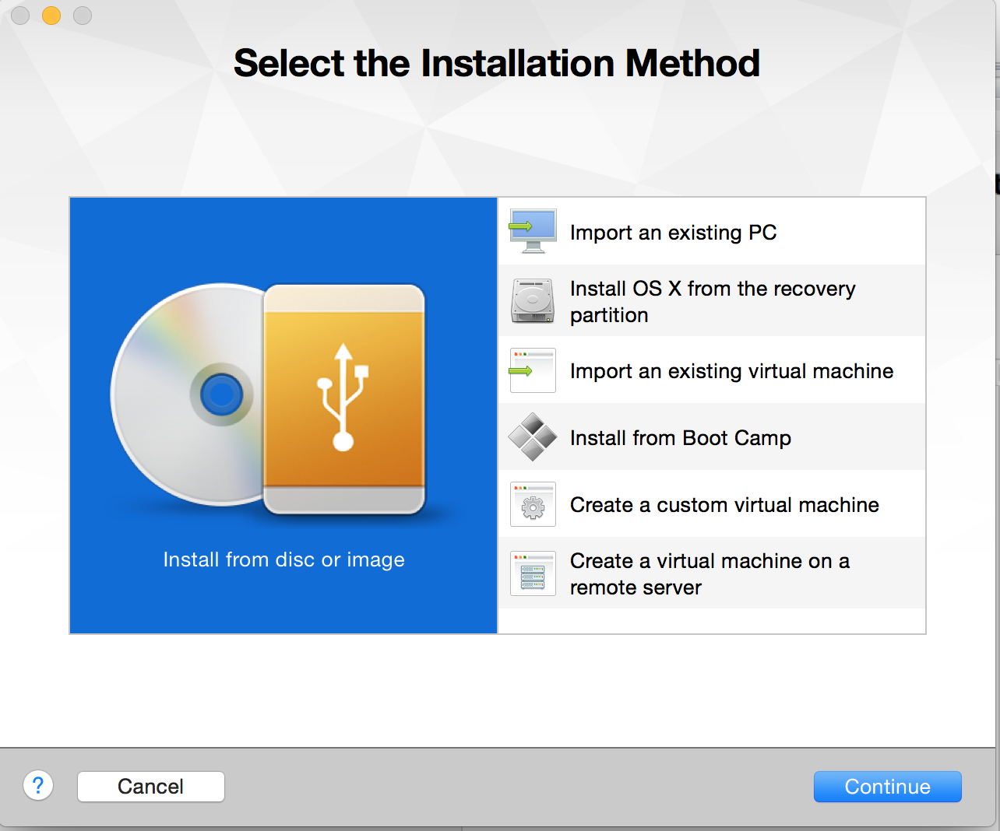 Select the Installation Method
Install from disc or image
Import an existing PC
Install OS X from the recovery
partition
Import an existing virtual machine
Install from Boot Camp
Create a custom virtual machine
Create a virtual machine on a
remote server
?
Cancel
Continue